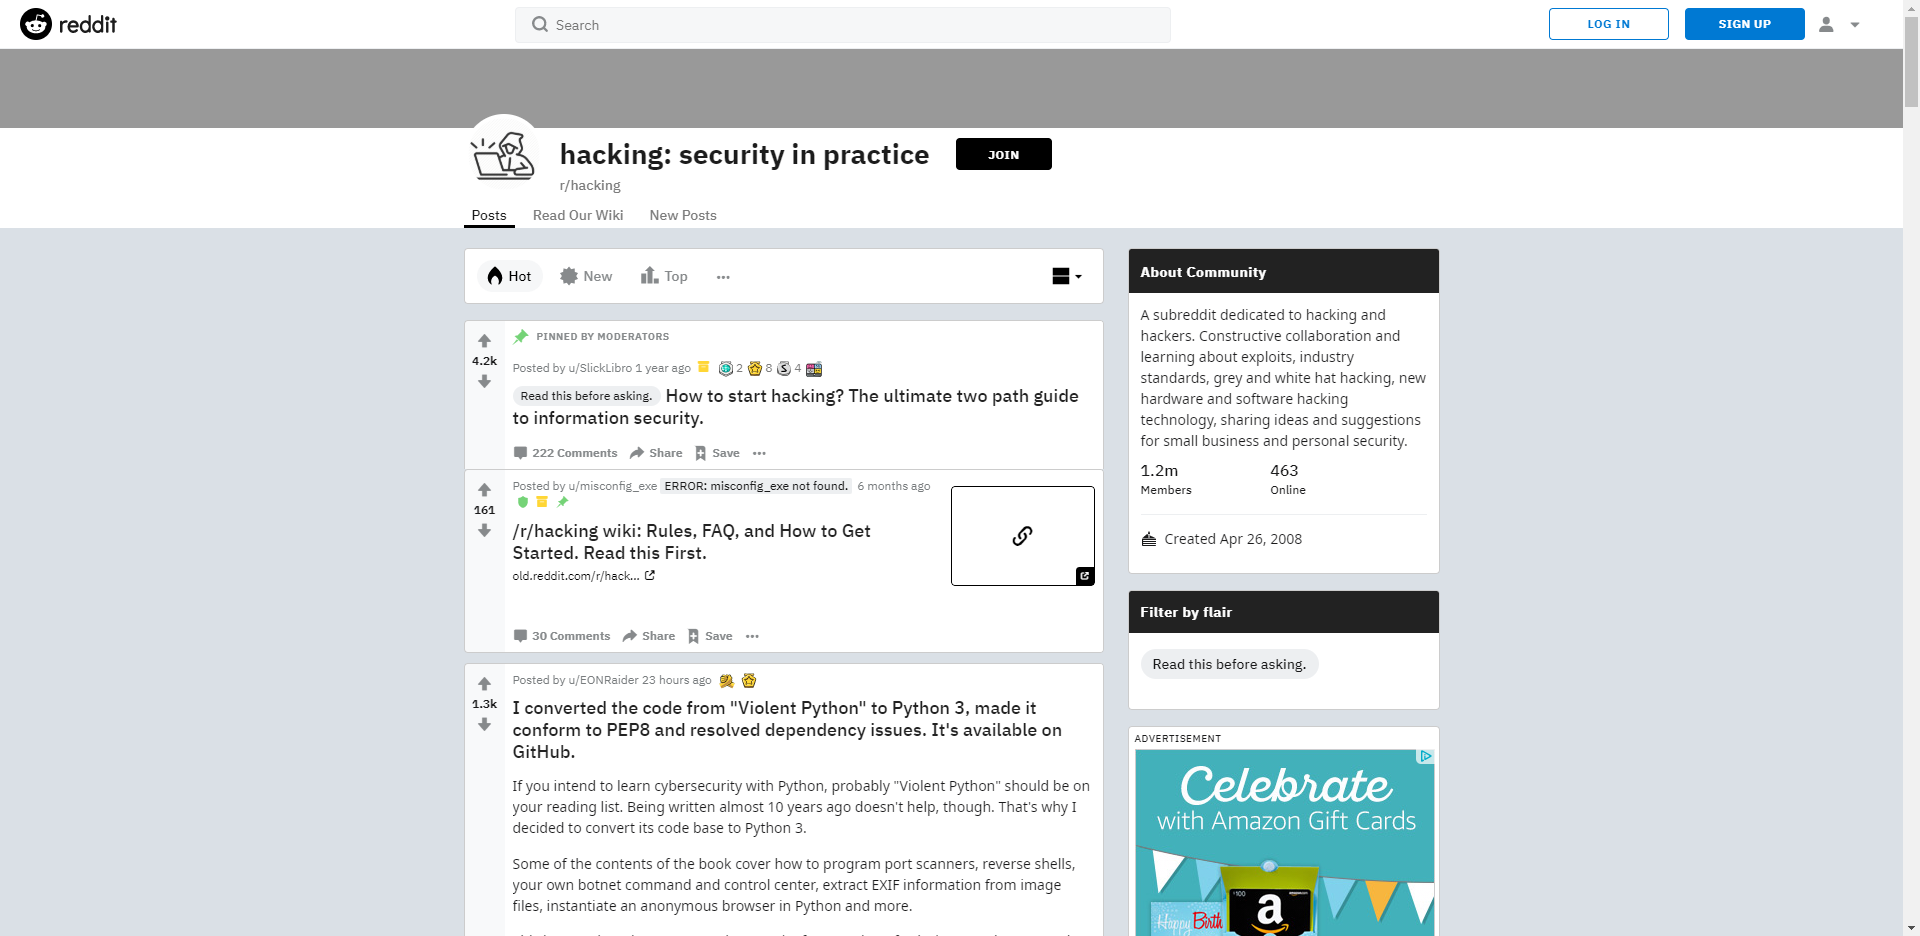 reddit
Search
LOG IN
SIGN UP
hacking: security in practice
JOIN
r/hacking
Posts
Read Our Wiki
New Posts
Hot
New
Top
PINNED BY MODERATORS
4.2k
Posted by u/SlickLibro 1 year ago
2
8
4
Read this before asking. How to start hacking? The ultimate two path guide
to information security.
222 Comments
Share
Save
161
Posted by u/misconfig_exe ERROR: misconfig_exe not found. 6 months ago
/r/hacking wiki: Rules, FAQ, and How to Get
Started. Read this First.
old.reddit.com/r/hack...
30 Comments
Share
Save
1.3k
Posted by u/EONRaider 23 hours ago
I converted the code from "Violent Python" to Python 3, made it
conform to PEP8 and resolved dependency issues. It's available on
GitHub.
If you intend to learn cybersecurity with Python, probably "Violent Python" should be on
your reading list. Being written almost 10 years ago doesn't help, though. That's why I
decided to convert its code base to Python 3.
Some of the contents of the book cover how to program port scanners, reverse shells,
your own botnet command and control center, extract EXIF information from image
files, instantiate an anonymous browser in Python and more.
About Community
A subreddit dedicated to hacking and
hackers. Constructive collaboration and
learning about exploits, industry
standards, grey and white hat hacking, new
hardware and software hacking
technology, sharing ideas and suggestions
for small business and personal security.
1.2m
Members
463
Online
Created Apr 26, 2008
Filter by flair
Read this before asking.
ADVERTISEMENT
Celebrate
with Amazon Gift Cards
$100
Happy Birth
a